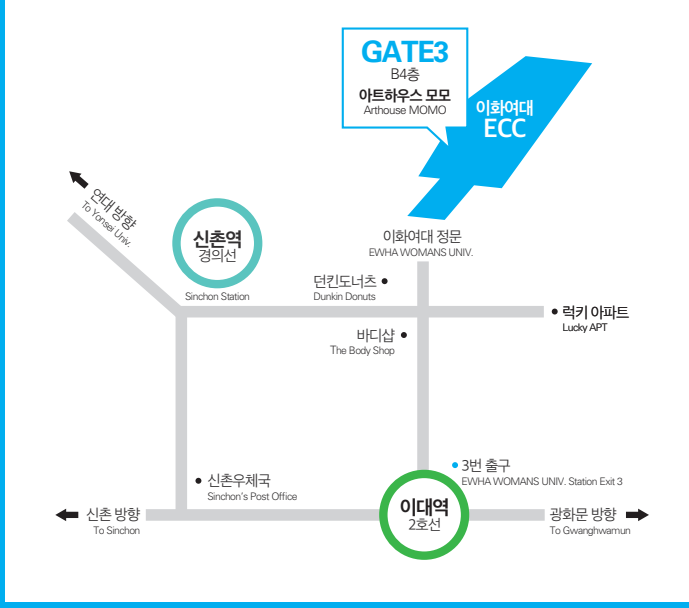 GATE3
B4층
아트하우스 모모
Arthouse MOMO
이화여대
ECC
연대 방향
To Yonsei Univ.
신촌역
경의선
Sinchon Station
이화여대 정문
EWHA WOMANS UNIV.
던킨도너츠
Dunkin Donuts
럭키 아파트
Lucky APT
바디샵
The Body Shop
3번 출구
EWHA WOMANS UNIV. Station Exit 3
신촌우체국
Sinchon's Post Office
이대역
2호선
신촌 방향
To Sinchon
광화문 방향
To Gwanghwamun